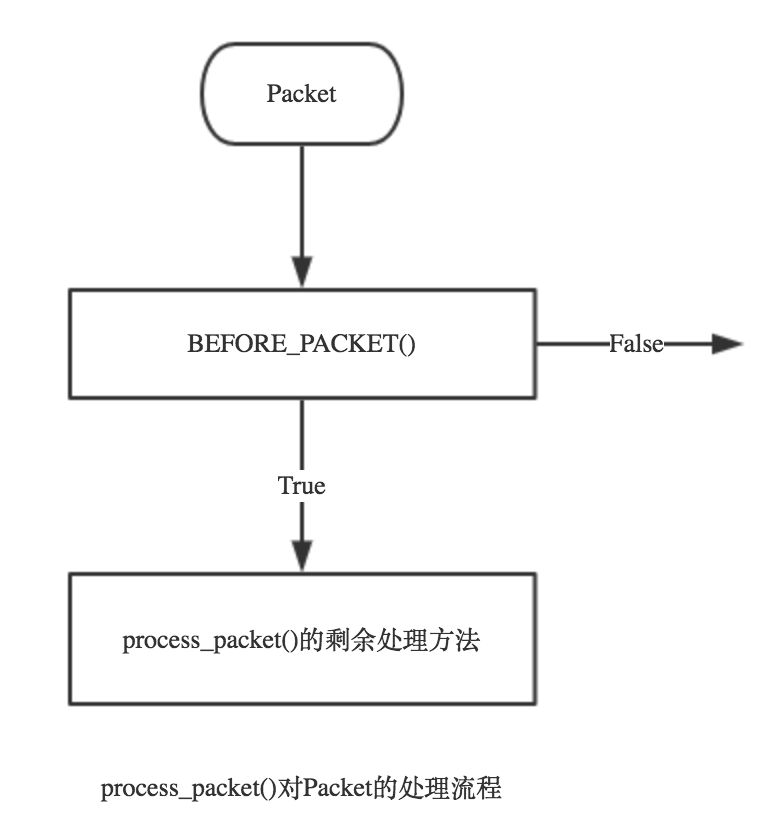 Packet
BEFORE_PACKET()
False
True
process_packet()的剩余处理方法
process_packet()对Packet的处理流程